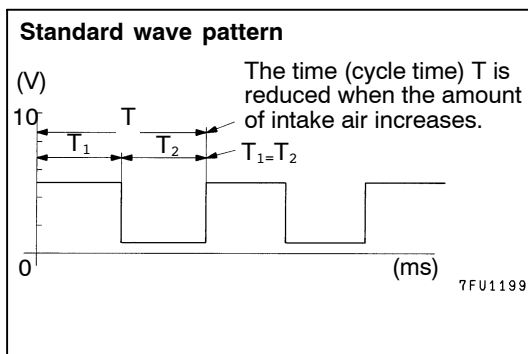 Standard wave pattern
(V)
The time (cycle time) T is
reduced when the amount
of intake air increases.
10
T
T₁
T₂
T₁=T₂
0
(ms)
7FU1199